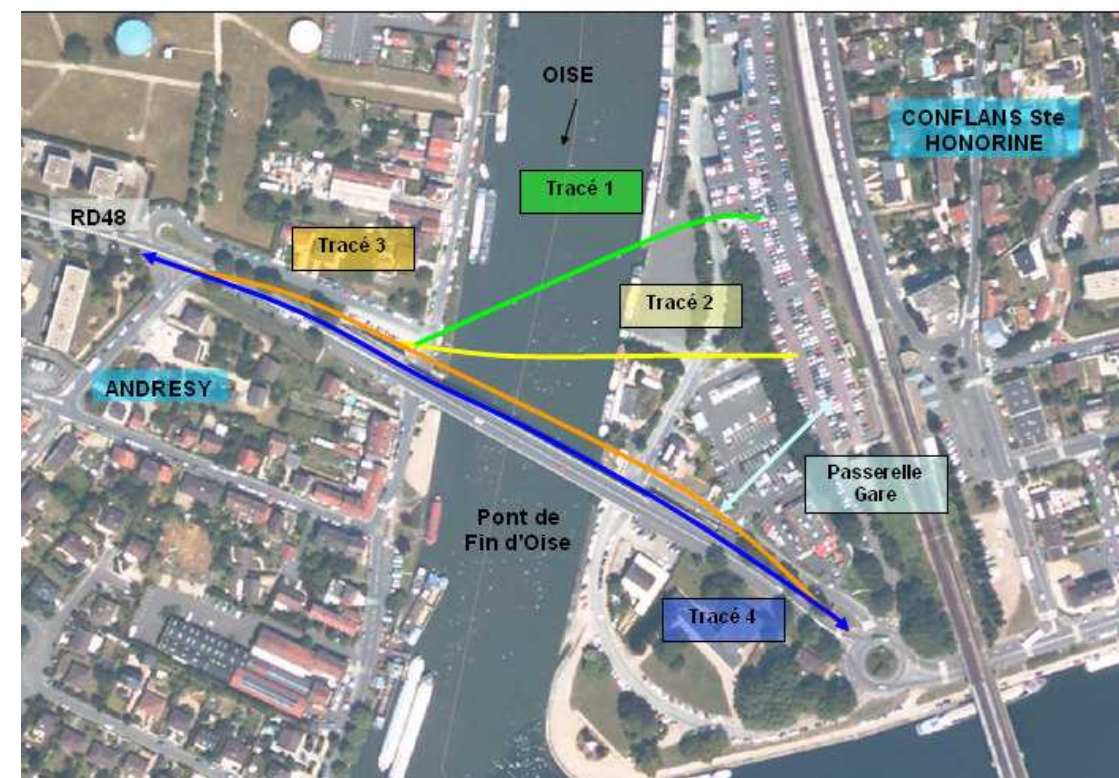 OISE
CONFLANS Ste
HONORINE
Tracé 1
RD48
Tracé 3
Tracé 2
ANDRESY
Passerelle
Gare
Pont de
Fin d'Oise
Tracé 4